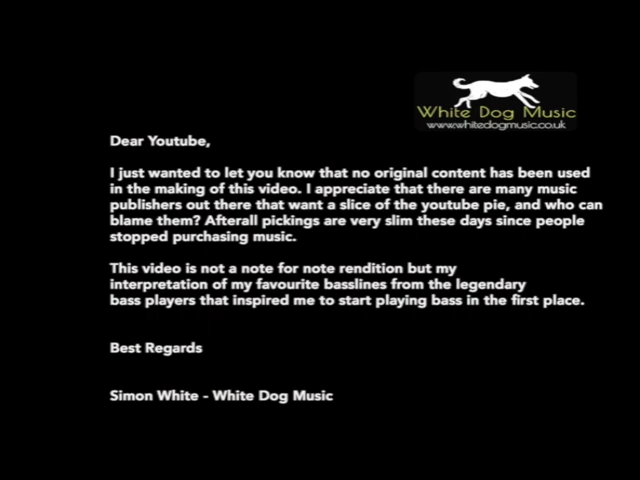 White Dog Music
www.whitedogmusic.co.uk
Dear Youtube,
I just wanted to let you know that no original content has been used
in the making of this video. I appreciate that there are many music
publishers out there that want a slice of the youtube pie, and who can
blame them? Afterall pickings are very slim these days since people
stopped purchasing music.
This video is not a note for note rendition but my
interpretation of my favourite basslines from the legendary
bass players that inspired me to start playing bass in the first place.
Best Regards
Simon White - White Dog Music